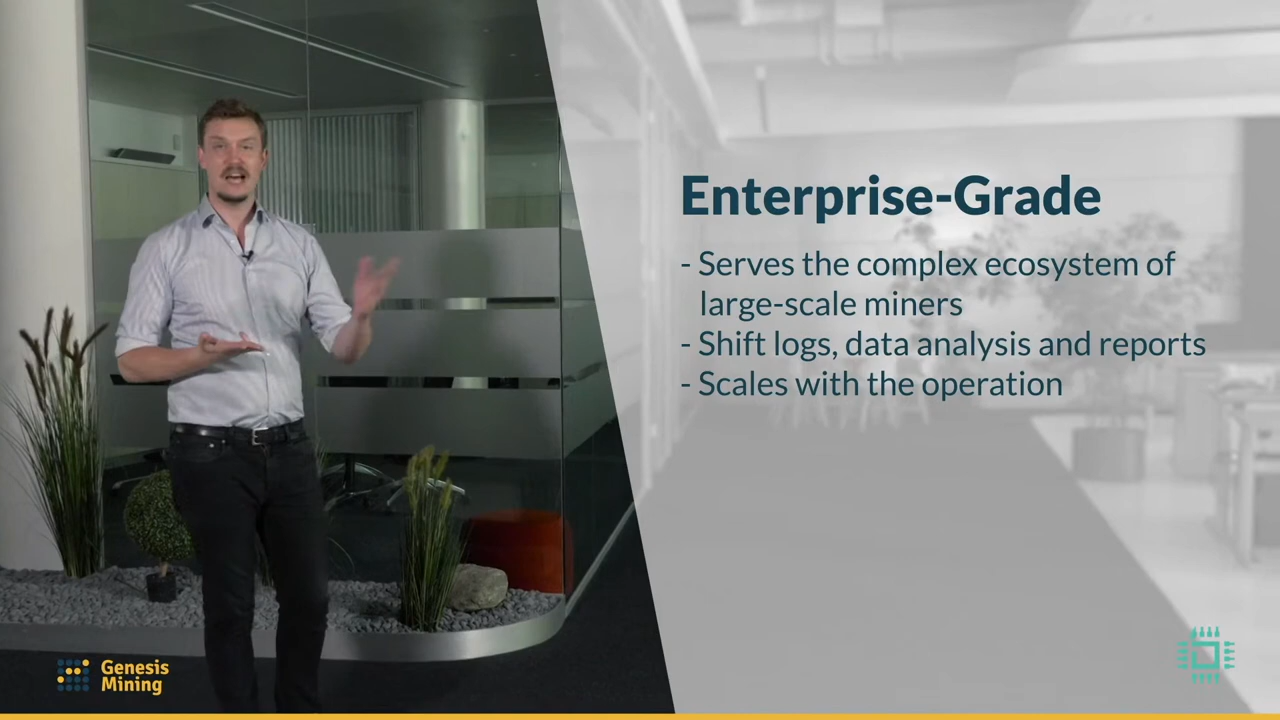 Enterprise-Grade
- Serves the complex ecosystem of
large-scale miners
- Shift logs, data analysis and reports
- Scales with the operation
Genesis
Mining